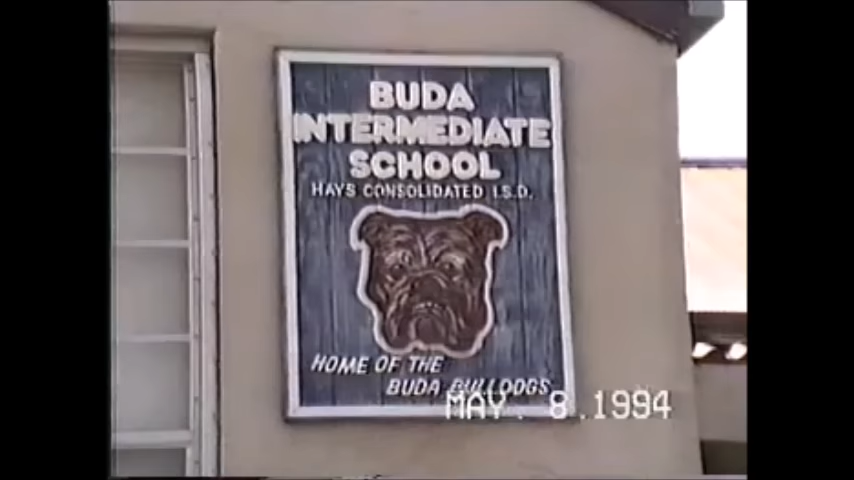 BUDA
INTERMEDIATE
SCHOOL
HAYS CONSOLIDATED I.S.D.
HOME OF THE
BUDA BULLDOGS
MAY. 8.1994